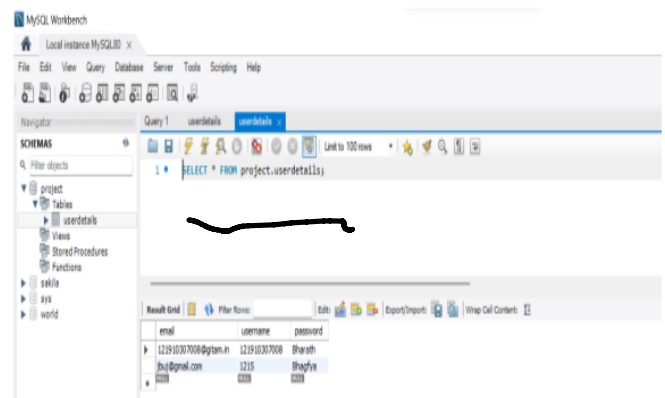 MySQL Workbench
Local instance MySQL80 ×
File Edit View Query Database Server Tools Scripting Help
Navigator
Query 1 userdetails userdetails ×
SCHEMAS
Limit to 100 rows
Filter objects
1 SELECT * FROM project.userdetails;
project
Tables
userdetails
Views
Stored Procedures
Functions
sakila
sys
world
Result Grid Filter Rows: Edit: Export/Import: Wrap Cell Content:
email username password
121910307008@gitam.in 121910307008 Bharath
jbuj@gmail.com 1215 Bhagfya
NULL NULL NULL